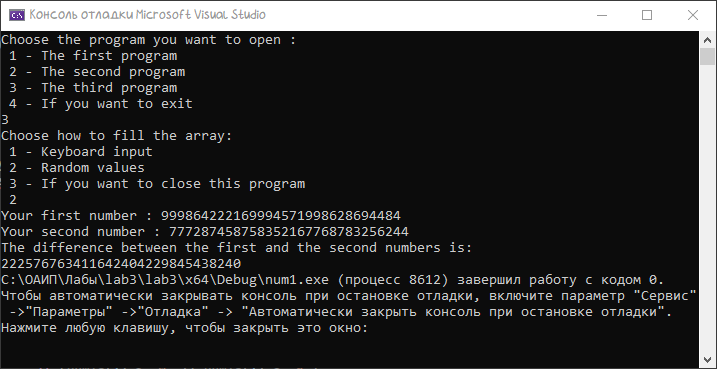 Консоль отладки Microsoft Visual Studio
Choose the program you want to open :
1 - The first program
2 - The second program
3 - The third program
4 - If you want to exit
3
Choose how to fill the array:
1 - Keyboard input
2 - Random values
3 - If you want to close this program
2
Your first number : 999864222169994571998628694484
Your second number : 777287458758352167768783256244
The difference between the first and the second numbers is:
222576763411642404229845438240
C:\ОАИП\Лабы\lab3\lab3\x64\Debug\num1.exe (процесс 8612) завершил работу с кодом 0.
Чтобы автоматически закрывать консоль при остановке отладки, включите параметр "Сервис"
->"Параметры" ->"Отладка" -> "Автоматически закрыть консоль при остановке отладки".
Нажмите любую клавишу, чтобы закрыть это окно: